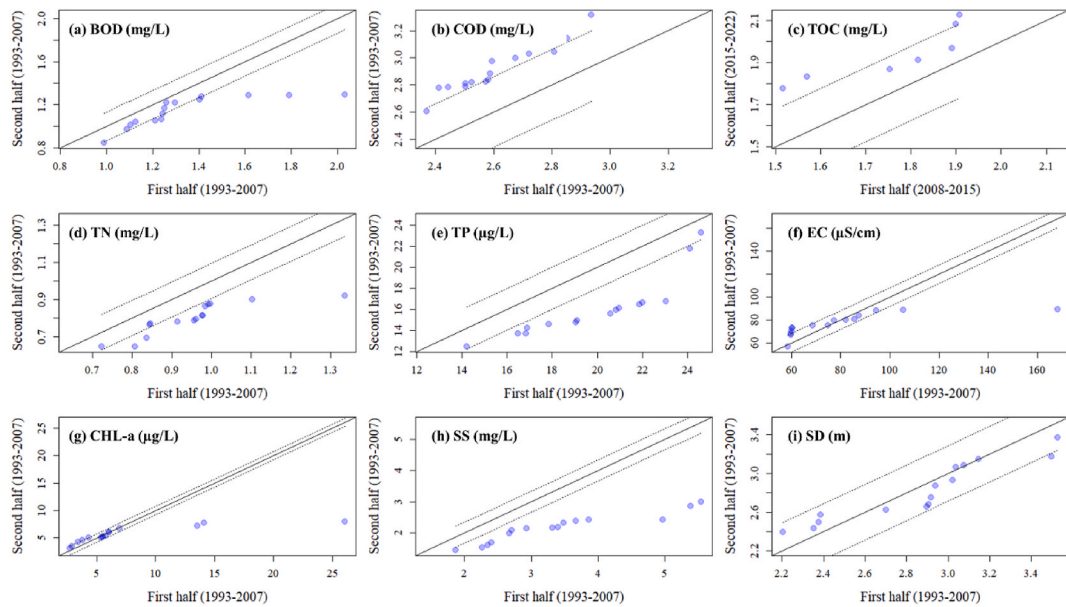 (a) BOD (mg/L)
Second half (1993-2007)
0.8 1.2 1.6 2.0
0.8 1.0 1.2 1.4 1.6 1.8 2.0
First half (1993-2007)
(b) COD (mg/L)
Second half (1993-2007)
2.4 2.6 2.8 3.0 3.2
2.4 2.6 2.8 3.0 3.2
First half (1993-2007)
(c) TOC (mg/L)
Second half (2015-2022)
1.5 1.7 1.9 2.1
1.5 1.6 1.7 1.8 1.9 2.0 2.1
First half (2008-2015)
(d) TN (mg/L)
Second half (1993-2007)
0.7 0.9 1.1 1.3
0.7 0.8 0.9 1.0 1.1 1.2 1.3
First half (1993-2007)
(e) TP (µg/L)
Second half (1993-2007)
12 14 16 18 20 22 24
14 16 18 20 22 24
First half (1993-2007)
(f) EC (µS/cm)
Second half (1993-2007)
60 80 100 140
60 80 100 120 140 160
First half (1993-2007)
(g) CHL-a (µg/L)
Second half (1993-2007)
5 10 15 20 25
5 10 15 20 25
First half (1993-2007)
(h) SS (mg/L)
Second half (1993-2007)
2 3 4 5
2 3 4 5
First half (1993-2007)
(i) SD (m)
Second half (1993-2007)
2.2 2.6 3.0 3.4
2.2 2.4 2.6 2.8 3.0 3.2 3.4
First half (1993-2007)